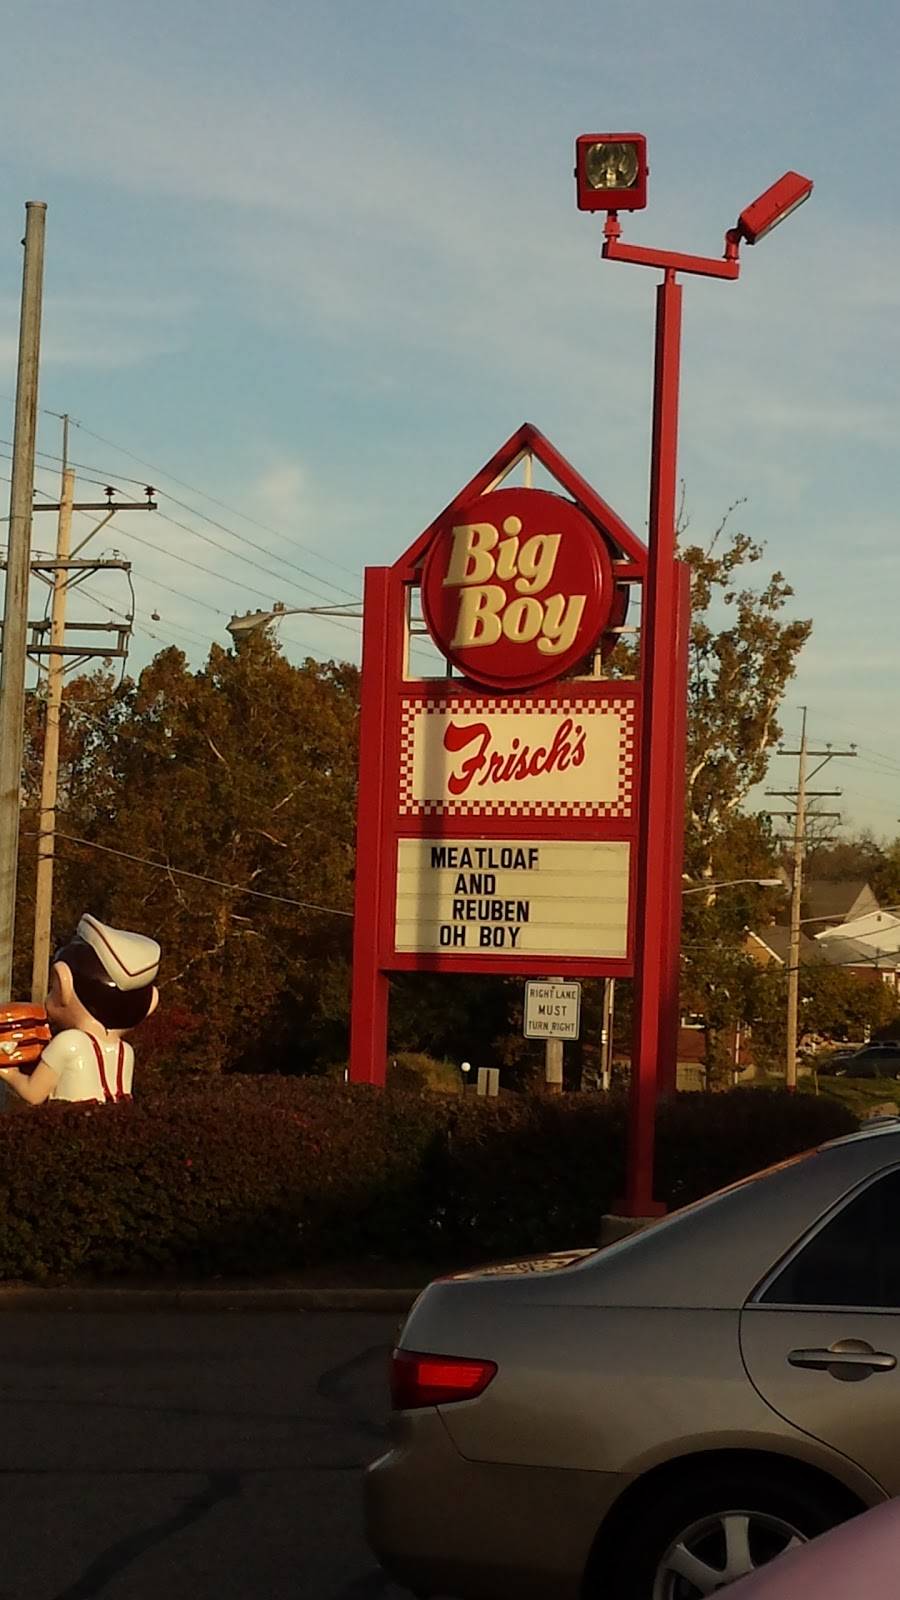 Big
Boy
Frisch's
MEATLOAF
AND
REUBEN
OH BOY
RIGHT LANE
MUST
TURN RIGHT